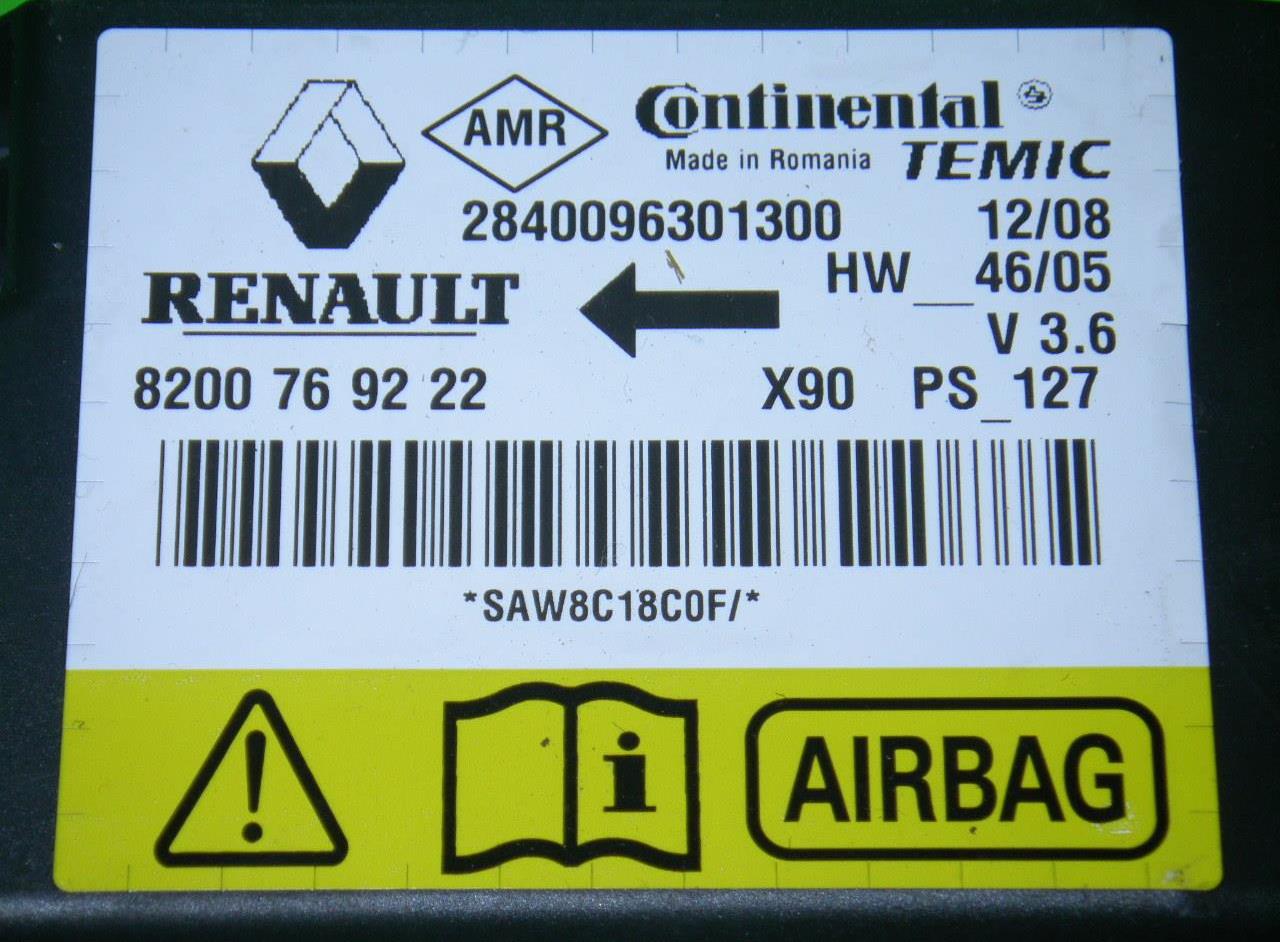 AMR
Continental
Made in Romania TEMIC
2840096301300 12/08
HW__46/05
RENAULT
V 3.6
8200 76 92 22 X90 PS_127
*SAW8C18C0F/*
! i AIRBAG